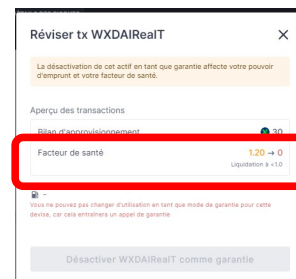 Réviser tx WXDAIRealT
La désactivation de cet actif en tant que garantie affecte votre pouvoir
d'emprunt et votre facteur de santé.
Aperçu des transactions
Bilan d'approvisionnement 30
Facteur de santé 1.20 → 0
Liquidation à <1.0
-
Vous ne pouvez pas changer d'utilisation en tant que mode de garantie pour cette
devise, car cela entraînera un appel de garantie
Désactiver WXDAIRealT comme garantie